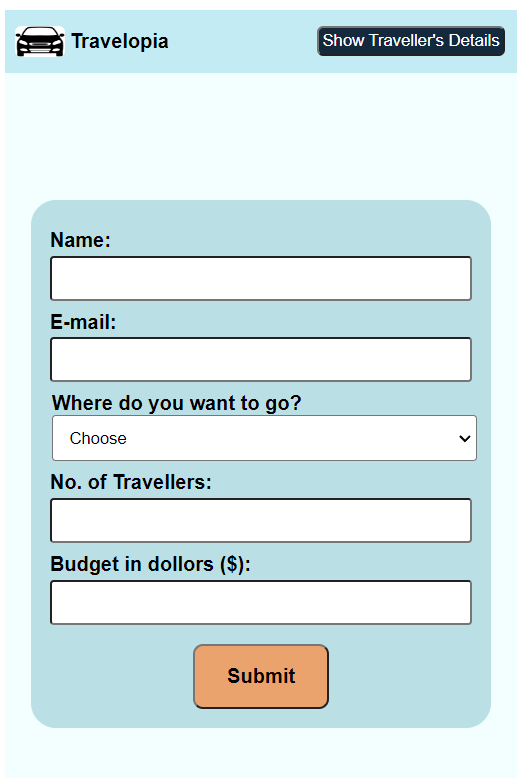 Travelopia
Show Traveller's Details
Name:
E-mail:
Where do you want to go?
Choose
No. of Travellers:
Budget in dollors ($):
Submit